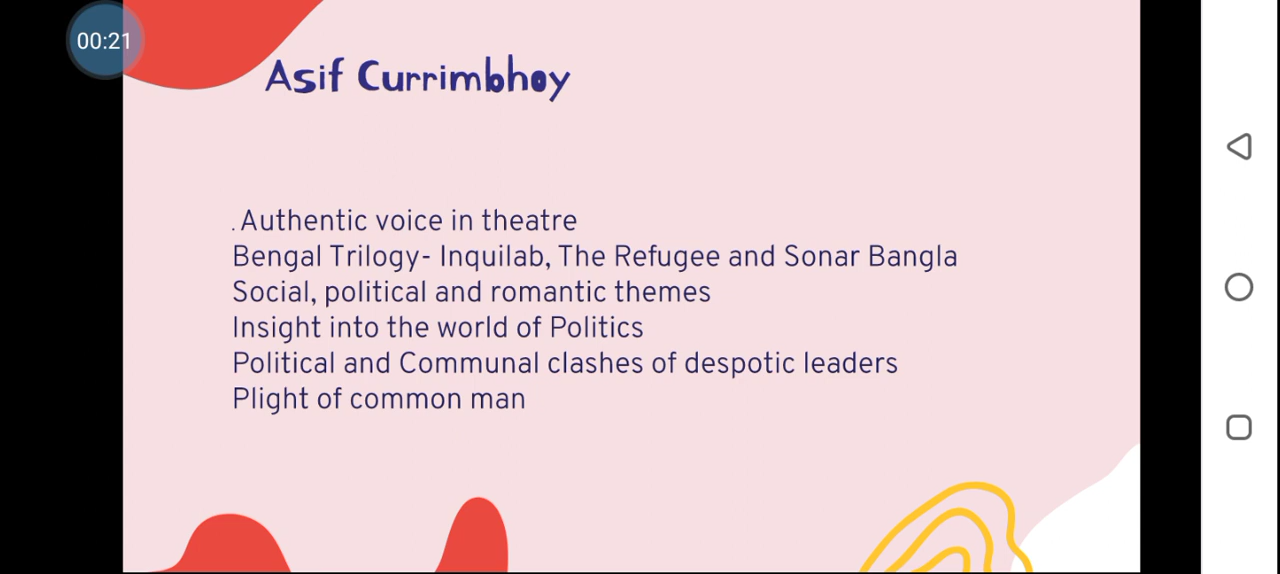 00:21
Asif Currimbhoy
. Authentic voice in theatre
Bengal Trilogy- Inquilab, The Refugee and Sonar Bangla
Social, political and romantic themes
Insight into the world of Politics
Political and Communal clashes of despotic leaders
Plight of common man